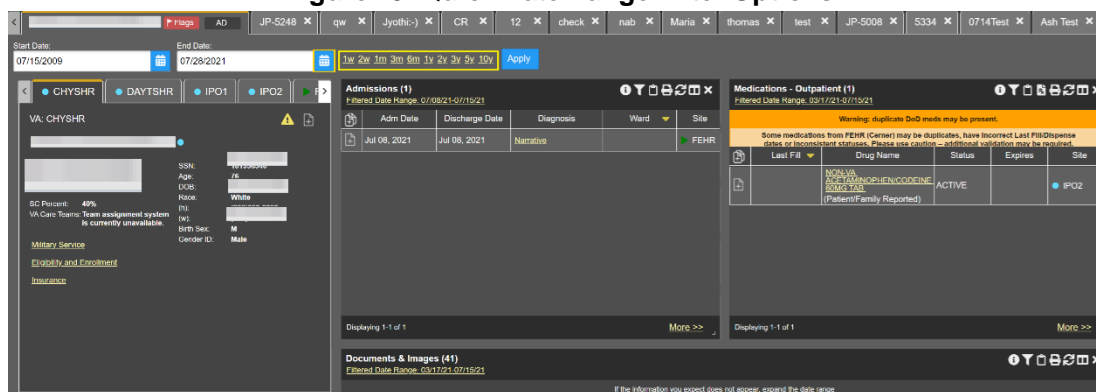 Flags AD JP-5248 qw Jyothi:-) CR 12 check nab Maria thomas test JP-5008 5334 0714Test Ash Test
Start Date: End Date:
07/15/2009 07/28/2021 1w 2w 1m 3m 6m 1y 2y 3y 5y 10y Apply
CHYSHR DAYTSHR IPO1 IPO2
VA: CHYSHR
SSN:
Age: 76
DOB:
Race: White
(h):
(w):
Birth Sex: M
Gender ID: Male
SC Percent: 40%
VA Care Teams: Team assignment system
is currently unavailable.
Military Service
Eligibility and Enrollment
Insurance
Admissions (1)
Filtered Date Range: 07/08/21-07/15/21
Adm Date Discharge Date Diagnosis Ward Site
Jul 08, 2021 Jul 08, 2021 Narrative FEHR
Displaying 1-1 of 1 More >>
Medications - Outpatient (1)
Filtered Date Range: 03/17/21-07/15/21
Warning: duplicate DoD meds may be present.
Some medications from FEHR (Cerner) may be duplicates, have incorrect Last Fill/Dispense
dates or inconsistent statuses. Please use caution – additional validation may be required.
Last Fill Drug Name Status Expires Site
NON-VA
ACETAMINOPHEN/CODEINE
60MG TAB
(Patient/Family Reported)
ACTIVE IPO2
Displaying 1-1 of 1 More >>
Documents & Images (41)
Filtered Date Range: 03/17/21-07/15/21
If the information you expect does not appear, expand the date range